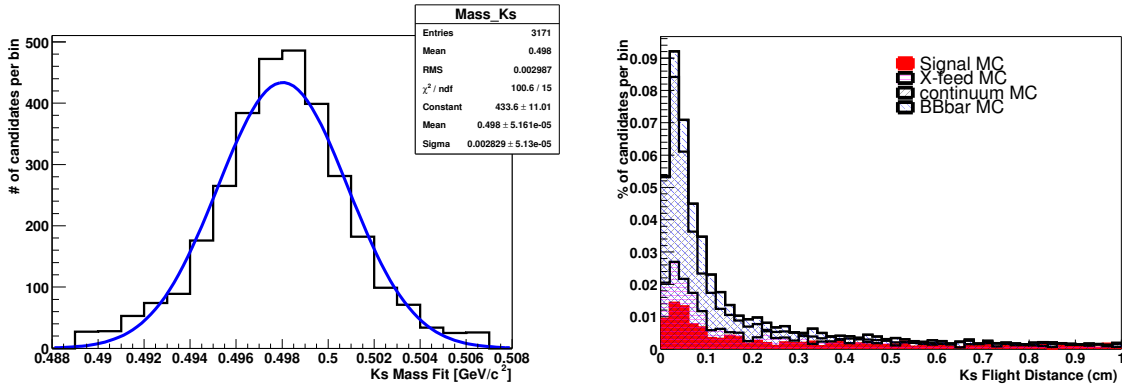 Mass_Ks
Entries 3171
Mean 0.498
RMS 0.002987
χ² / ndf 100.6 / 15
Constant 433.6 ± 11.01
Mean 0.498 ± 5.161e-05
Sigma 0.002829 ± 5.13e-05
# of candidates per bin
500
400
300
200
100
0
0.488 0.49 0.492 0.494 0.496 0.498 0.5 0.502 0.504 0.506 0.508
Ks Mass Fit [GeV/c²]
% of candidates per bin
0.09
0.08
0.07
0.06
0.05
0.04
0.03
0.02
0.01
0
Signal MC
X-feed MC
continuum MC
BBbar MC
0 0.1 0.2 0.3 0.4 0.5 0.6 0.7 0.8 0.9 1
Ks Flight Distance (cm)